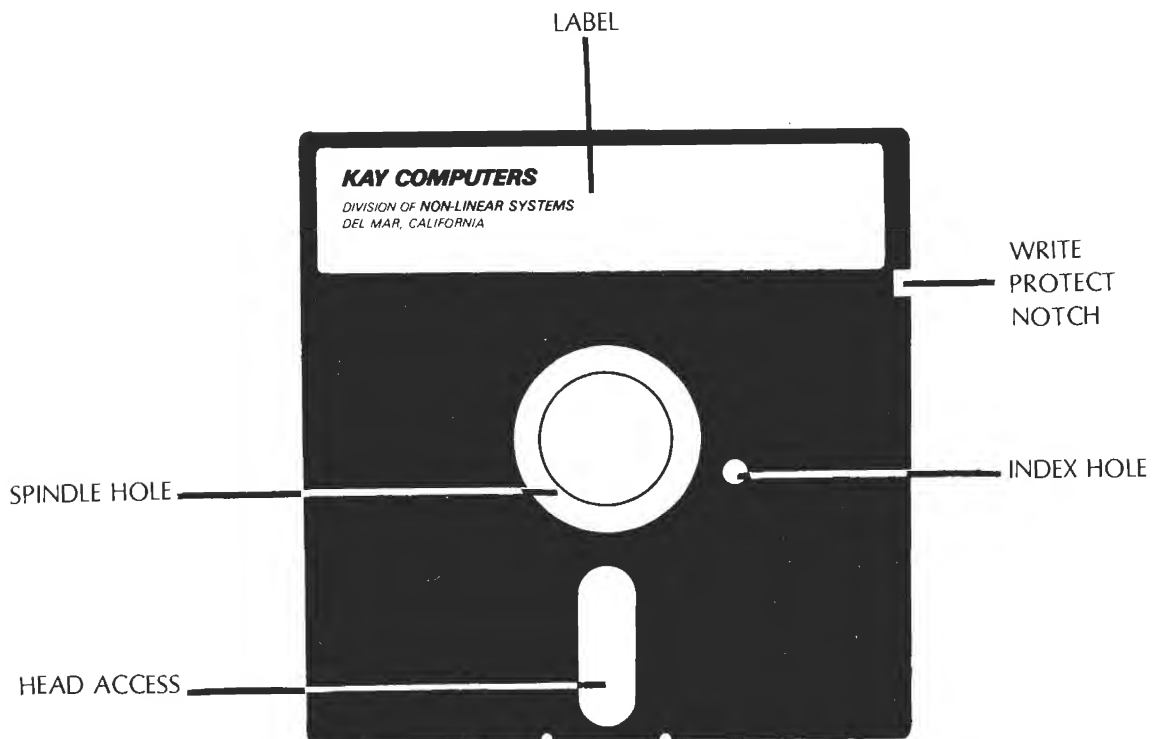 LABEL
KAY COMPUTERS
DIVISION OF NON-LINEAR SYSTEMS
DEL MAR, CALIFORNIA
WRITE
PROTECT
NOTCH
INDEX HOLE
SPINDLE HOLE
HEAD ACCESS